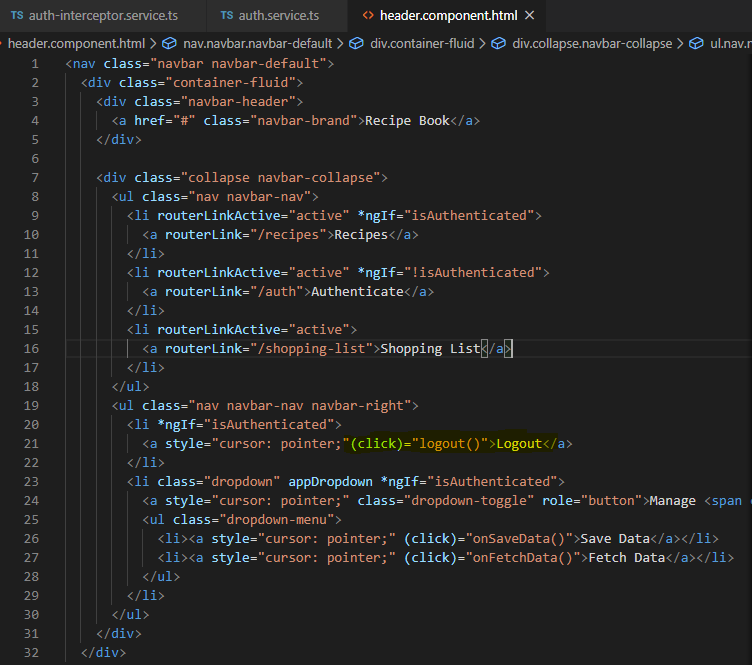 TS auth-interceptor.service.ts TS auth.service.ts <> header.component.html ×
header.component.html > nav.navbar.navbar-default > div.container-fluid > div.collapse.navbar-collapse > ul.nav.n
1 <nav class="navbar navbar-default">
2 <div class="container-fluid">
3 <div class="navbar-header">
4 <a href="#" class="navbar-brand">Recipe Book</a>
5 </div>
6
7 <div class="collapse navbar-collapse">
8 <ul class="nav navbar-nav">
9 <li routerLinkActive="active" *ngIf="isAuthenticated">
10 <a routerLink="/recipes">Recipes</a>
11 </li>
12 <li routerLinkActive="active" *ngIf="!isAuthenticated">
13 <a routerLink="/auth">Authenticate</a>
14 </li>
15 <li routerLinkActive="active">
16 <a routerLink="/shopping-list">Shopping List</a>
17 </li>
18 </ul>
19 <ul class="nav navbar-nav navbar-right">
20 <li *ngIf="isAuthenticated">
21 <a style="cursor: pointer;"(click)="logout()">Logout</a>
22 </li>
23 <li class="dropdown" appDropdown *ngIf="isAuthenticated">
24 <a style="cursor: pointer;" class="dropdown-toggle" role="button">Manage <span
25 <ul class="dropdown-menu">
26 <li><a style="cursor: pointer;" (click)="onSaveData()">Save Data</a></li>
27 <li><a style="cursor: pointer;" (click)="onFetchData()">Fetch Data</a></li>
28 </ul>
29 </li>
30 </ul>
31 </div>
32 </div>